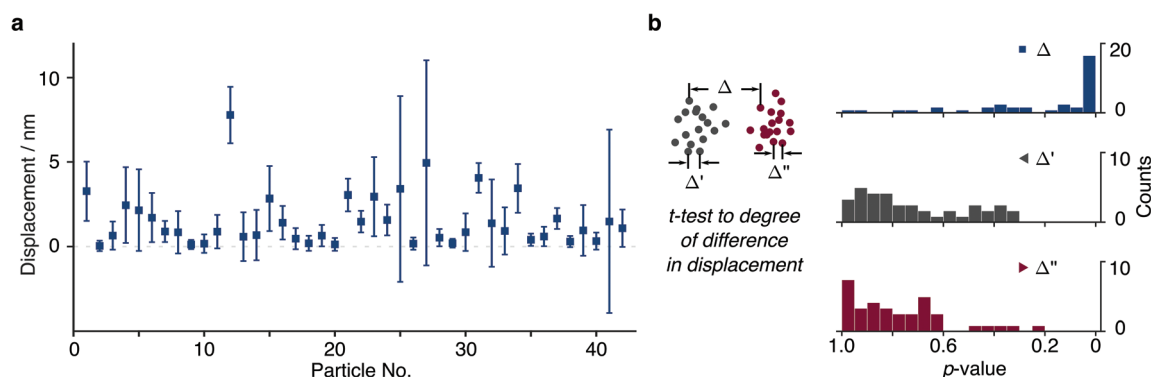 a
Displacement / nm
10
5
0
0
10
20
30
40
Particle No.
b
Δ
Δ'
Δ"
t-test to degree
of difference
in displacement
Δ
20
0
Δ'
10
0
Counts
Δ"
10
0
1.0
0.6
0.2
0
p-value